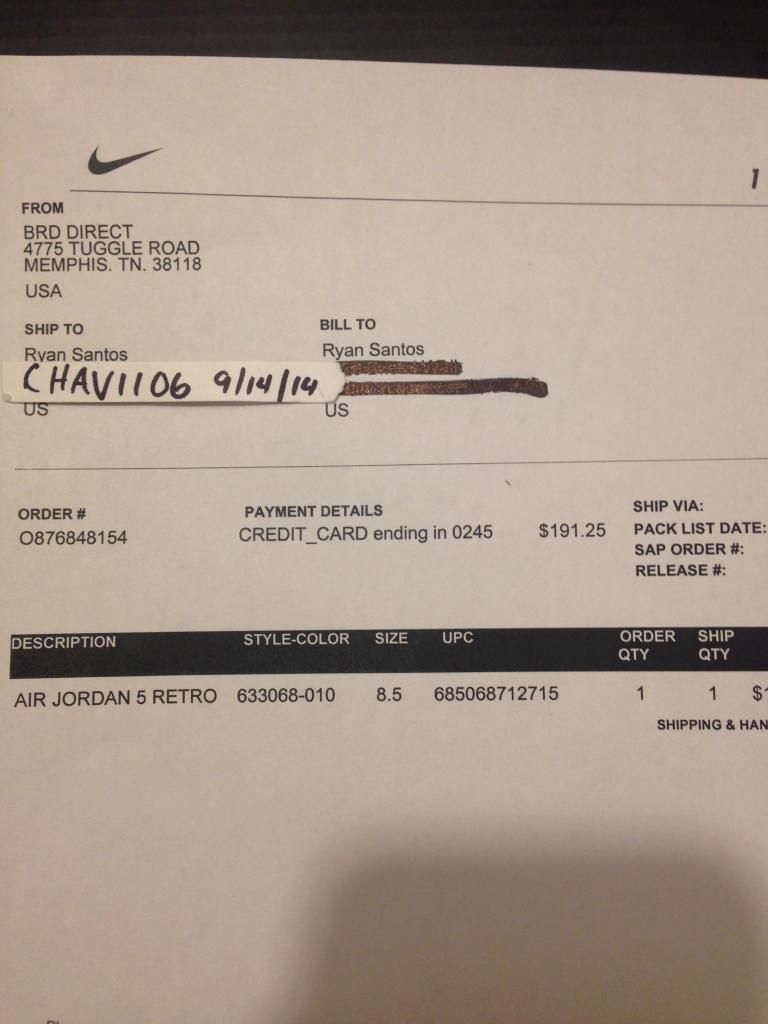 1
FROM
BRD DIRECT
4775 TUGGLE ROAD
MEMPHIS. TN. 38118
USA
SHIP TO
Ryan Santos
CHAV1106 9/14/14
US
BILL TO
Ryan Santos
US
ORDER #
O876848154
PAYMENT DETAILS
CREDIT_CARD ending in 0245 $191.25
SHIP VIA:
PACK LIST DATE:
SAP ORDER #:
RELEASE #:
DESCRIPTION STYLE-COLOR SIZE UPC ORDER QTY SHIP QTY
AIR JORDAN 5 RETRO 633068-010 8.5 685068712715 1 1 $
SHIPPING & HAN